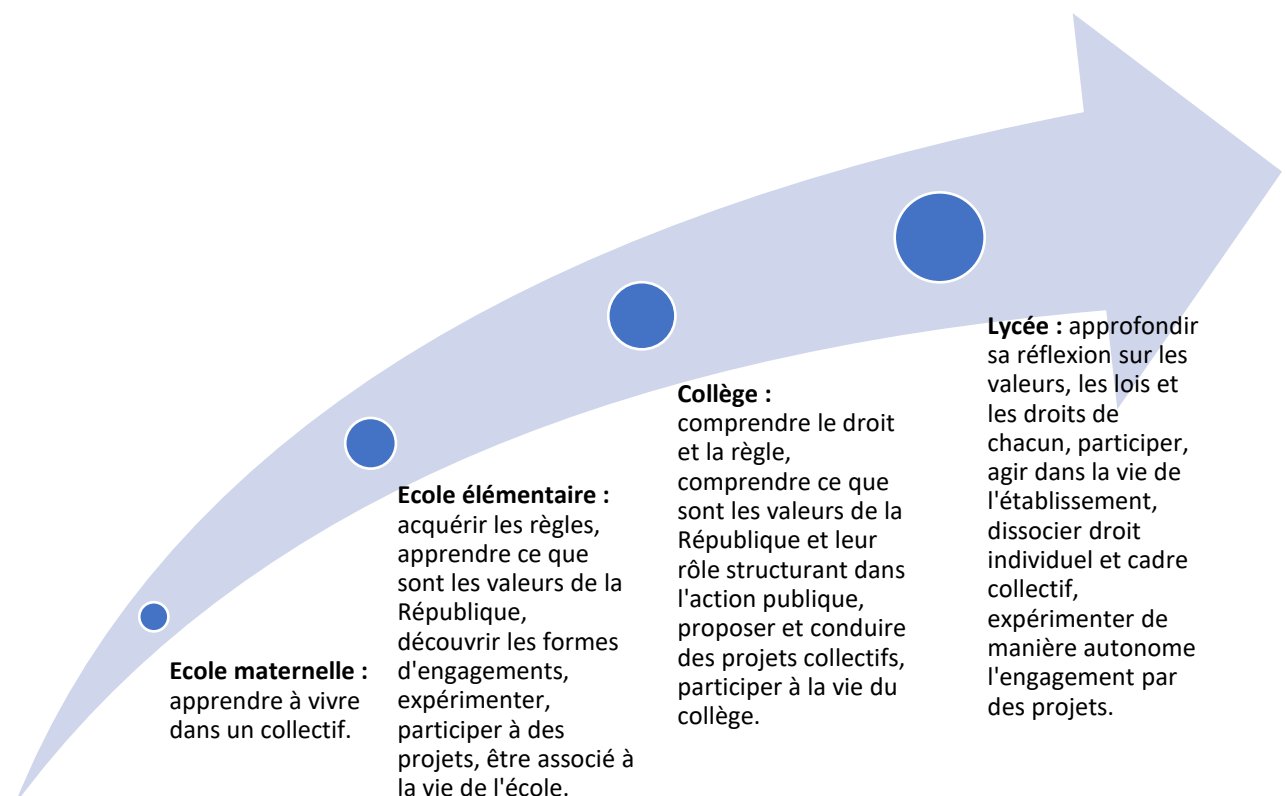 Ecole maternelle :
apprendre à vivre
dans un collectif.
Ecole élémentaire :
acquérir les règles,
apprendre ce que
sont les valeurs de la
République,
découvrir les formes
d'engagements,
expérimenter,
participer à des
projets, être associé à
la vie de l'école.
Collège :
comprendre le droit
et la règle,
comprendre ce que
sont les valeurs de la
République et leur
rôle structurant dans
l'action publique,
proposer et conduire
des projets collectifs,
participer à la vie du
collège.
Lycée : approfondir
sa réflexion sur les
valeurs, les lois et
les droits de
chacun, participer,
agir dans la vie de
l'établissement,
dissocier droit
individuel et cadre
collectif,
expérimenter de
manière autonome
l'engagement par
des projets.